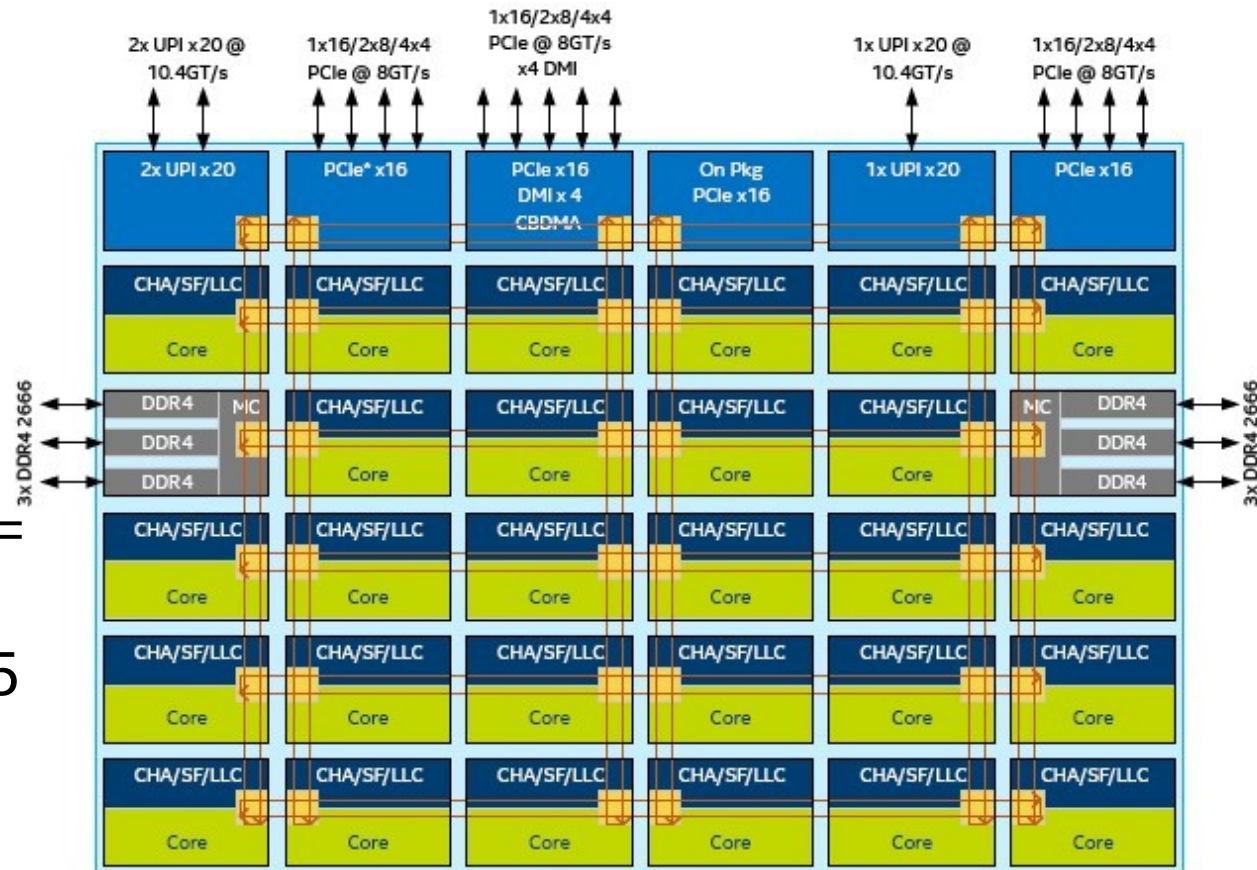 2x UPI x20 @
10.4GT/s
1x16/2x8/4x4
PCIe @ 8GT/s
1x16/2x8/4x4
PCIe @ 8GT/s
x4 DMI
1x UPI x20 @
10.4GT/s
1x16/2x8/4x4
PCIe @ 8GT/s
2x UPI x20
PCIe* x16
PCIe x16
DMI x 4
CBDMA
On Pkg
PCIe x16
1x UPI x20
PCIe x16
CHA/SF/LLC
Core
CHA/SF/LLC
Core
CHA/SF/LLC
Core
CHA/SF/LLC
Core
CHA/SF/LLC
Core
CHA/SF/LLC
Core
3x DDR4 2666
DDR4
DDR4
DDR4
MC
CHA/SF/LLC
Core
CHA/SF/LLC
Core
CHA/SF/LLC
Core
CHA/SF/LLC
Core
MC
DDR4
DDR4
DDR4
3x DDR4 2666
=
CHA/SF/LLC
Core
CHA/SF/LLC
Core
CHA/SF/LLC
Core
CHA/SF/LLC
Core
CHA/SF/LLC
Core
CHA/SF/LLC
Core
CHA/SF/LLC
Core
CHA/SF/LLC
Core
CHA/SF/LLC
Core
CHA/SF/LLC
Core
CHA/SF/LLC
Core
CHA/SF/LLC
Core
CHA/SF/LLC
Core
CHA/SF/LLC
Core
CHA/SF/LLC
Core
CHA/SF/LLC
Core
CHA/SF/LLC
Core
CHA/SF/LLC
Core